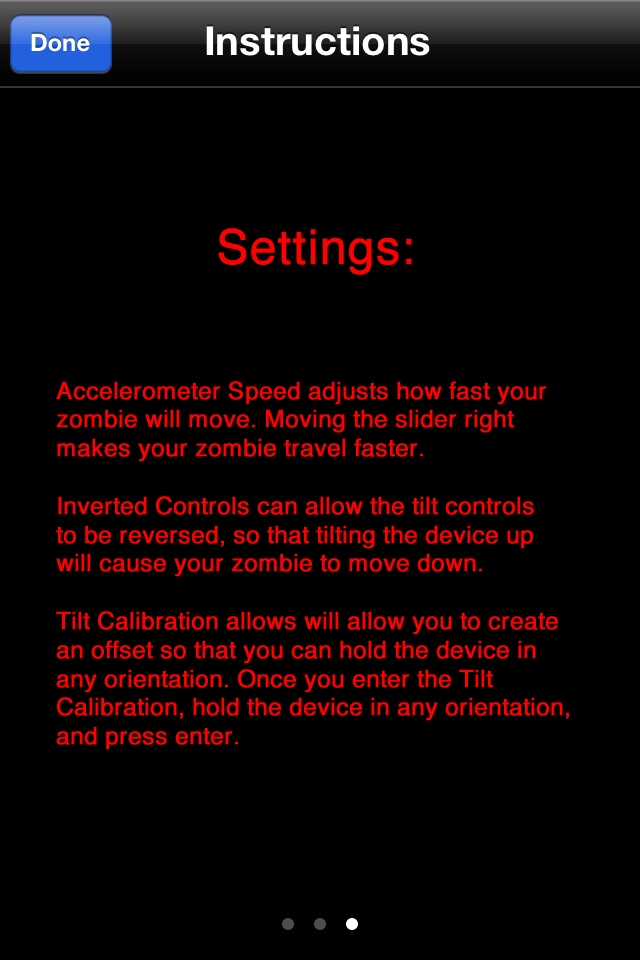 Done
Instructions
Settings:
Accelerometer Speed adjusts how fast your
zombie will move. Moving the slider right
makes your zombie travel faster.
Inverted Controls can allow the tilt controls
to be reversed, so that tilting the device up
will cause your zombie to move down.
Tilt Calibration allows will allow you to create
an offset so that you can hold the device in
any orientation. Once you enter the Tilt
Calibration, hold the device in any orientation,
and press enter.